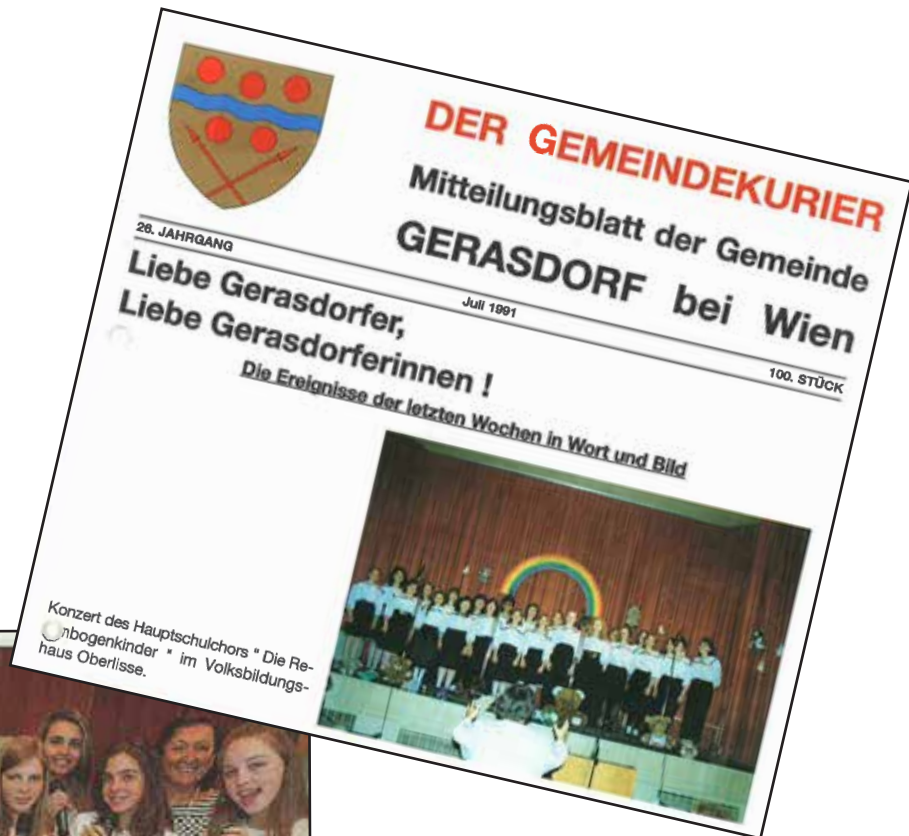 DER GEMEINDEKURIER
Mitteilungsblatt der Gemeinde
GERASDORF bei Wien
26. JAHRGANG
Juli 1991
100. STÜCK
Liebe Gerasdorfer,
Liebe Gerasdorferinnen !
Die Ereignisse der letzten Wochen in Wort und Bild
Konzert des Hauptschulchors " Die Re-
nbogenkinder " im Volksbildungs-
haus Oberlisse.